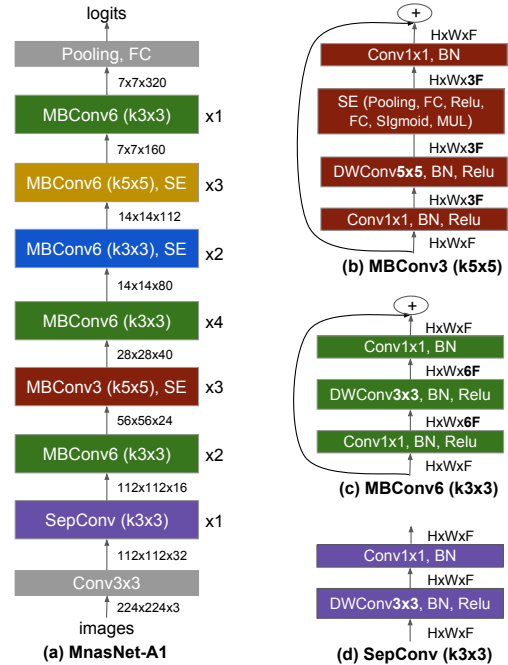 logits
Pooling, FC
7x7x320
MBConv6 (k3x3) x1
7x7x160
MBConv6 (k5x5), SE x3
14x14x112
MBConv6 (k3x3), SE x2
14x14x80
MBConv6 (k3x3) x4
28x28x40
MBConv3 (k5x5), SE x3
56x56x24
MBConv6 (k3x3) x2
112x112x16
SepConv (k3x3) x1
112x112x32
Conv3x3
224x224x3
images
(a) MnasNet-A1
+
HxWxF
Conv1x1, BN
HxWx3F
SE (Pooling, FC, Relu,
FC, SIgmoid, MUL)
HxWx3F
DWConv5x5, BN, Relu
HxWx3F
Conv1x1, BN, Relu
HxWxF
(b) MBConv3 (k5x5)
+
HxWxF
Conv1x1, BN
HxWx6F
DWConv3x3, BN, Relu
HxWx6F
Conv1x1, BN, Relu
HxWxF
(c) MBConv6 (k3x3)
HxWxF
Conv1x1, BN
HxWxF
DWConv3x3, BN, Relu
HxWxF
(d) SepConv (k3x3)